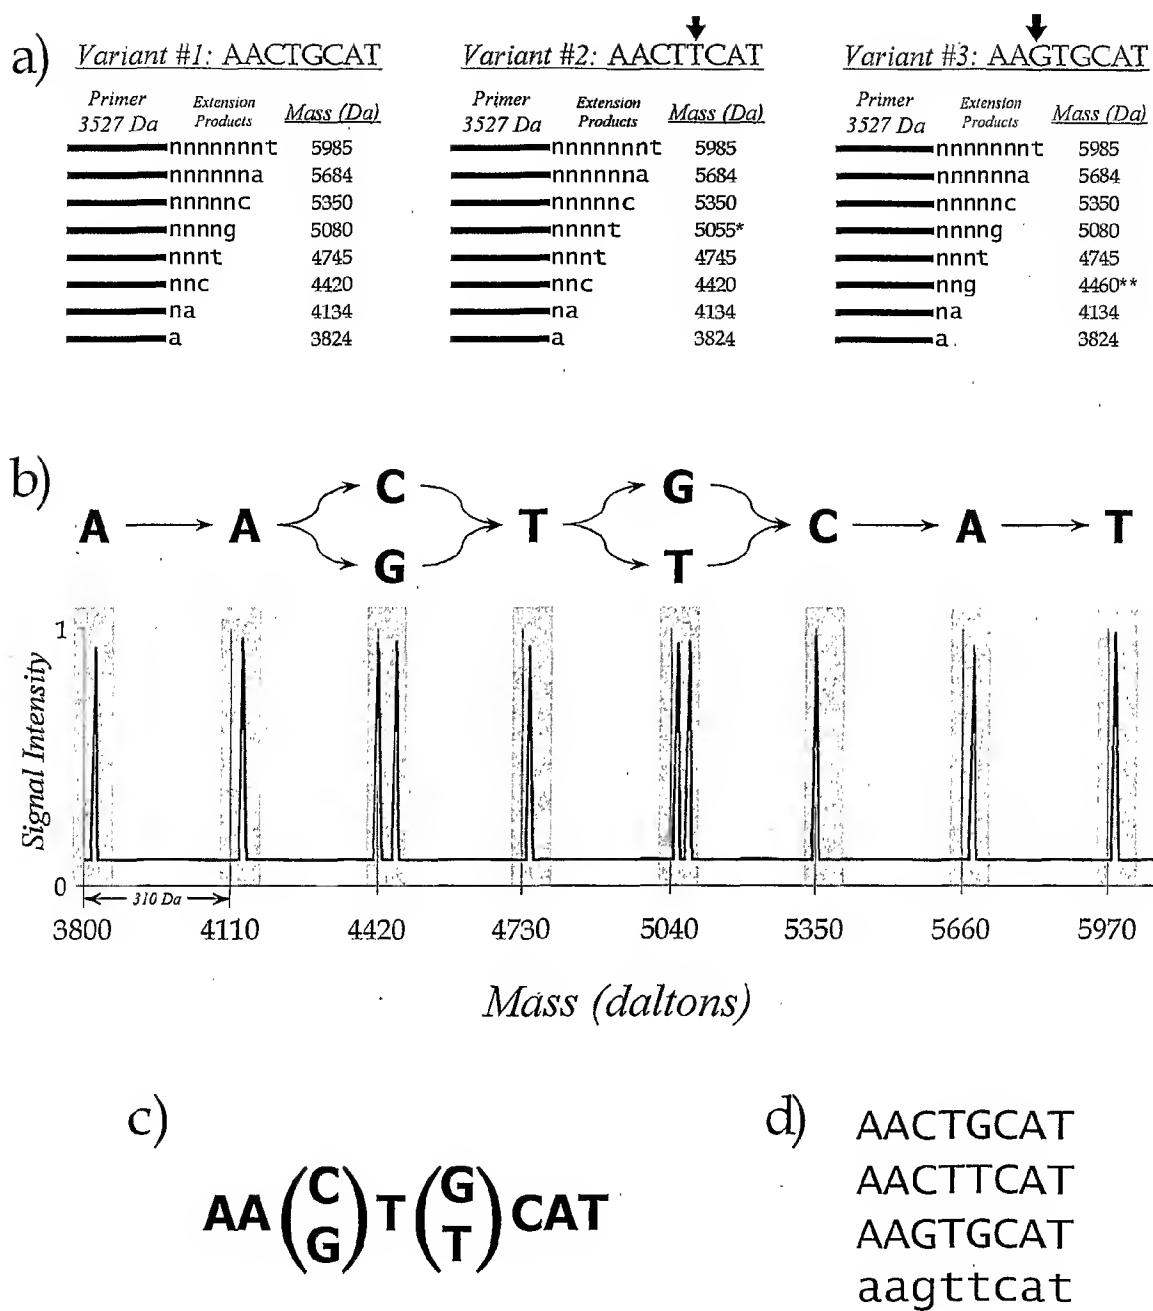 a)
Variant #1: AACTGCAT
Primer 3527 Da
Extension Products
Mass (Da)
nnnnnnnt 5985
nnnnnna 5684
nnnnnc 5350
nnnng 5080
nnnt 4745
nnc 4420
na 4134
a 3824
Variant #2: AACTTCAT
Primer 3527 Da
Extension Products
Mass (Da)
nnnnnnnt 5985
nnnnnna 5684
nnnnnc 5350
nnnnt 5055*
nnnt 4745
nnc 4420
na 4134
a 3824
Variant #3: AAGTGCAT
Primer 3527 Da
Extension Products
Mass (Da)
nnnnnnnt 5985
nnnnnna 5684
nnnnnc 5350
nnnng 5080
nnnt 4745
nng 4460**
na 4134
a 3824
b)
C G
A A T C A T
G T
Signal Intensity
1
0
310 Da
3800 4110 4420 4730 5040 5350 5660 5970
Mass (daltons)
c)
AA(C G)T(G T)CAT
d)
AACTGCAT
AACTTCAT
AAGTGCAT
aagttcat